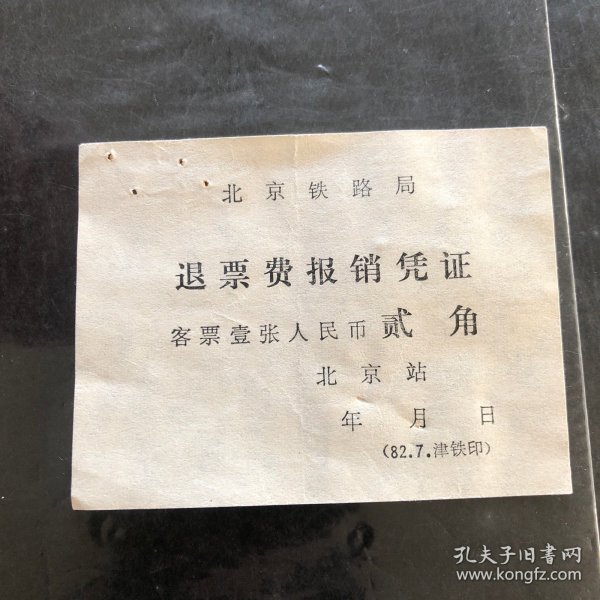 北京铁路局
退票费报销凭证
客票壹张人民币贰角
北京站
年月日
(82.7.津铁印)
孔夫子旧书网
www.kongfz.com